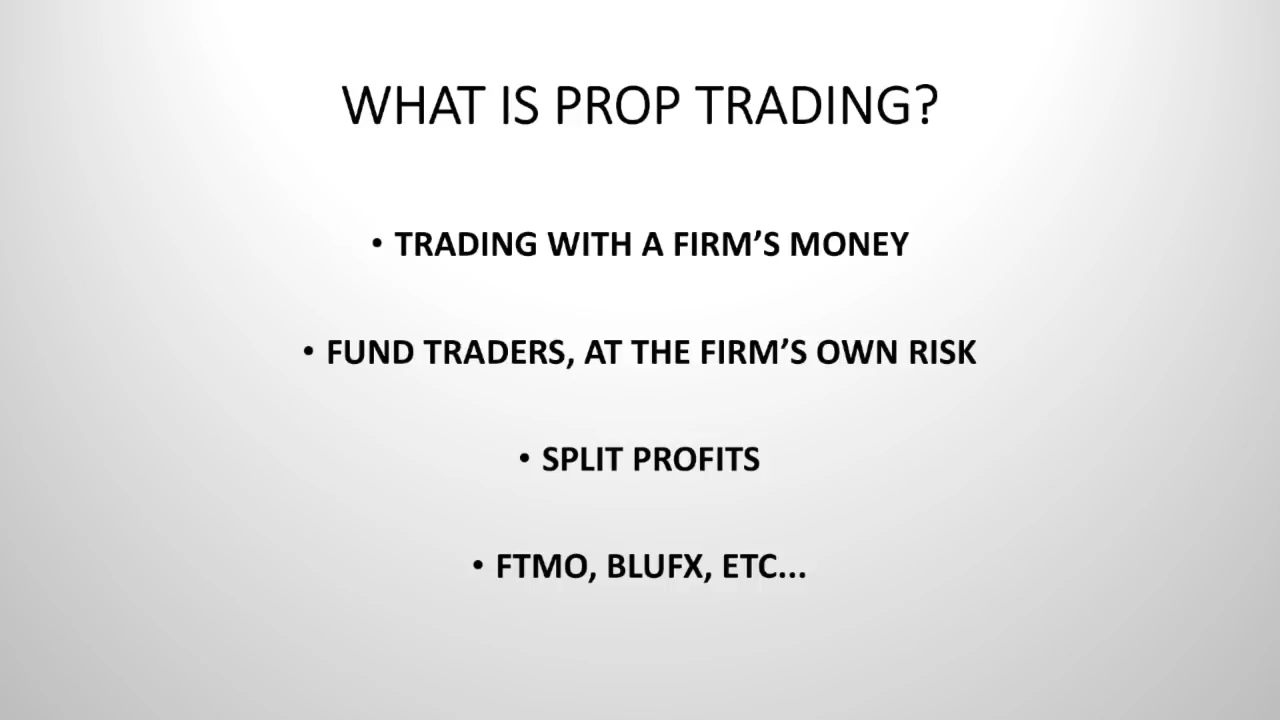 WHAT IS PROP TRADING?
• TRADING WITH A FIRM’S MONEY
• FUND TRADERS, AT THE FIRM’S OWN RISK
• SPLIT PROFITS
• FTMO, BLUFX, ETC...